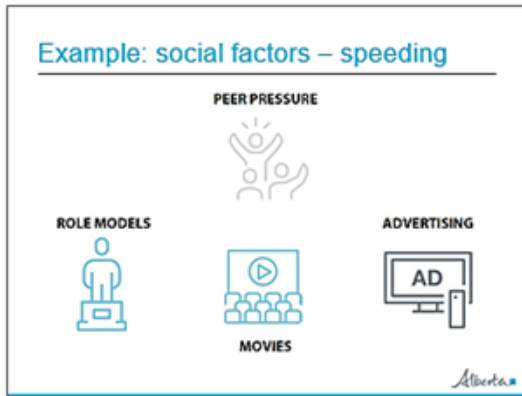 Example: social factors – speeding
PEER PRESSURE
ROLE MODELS
ADVERTISING
AD
MOVIES
Alberta